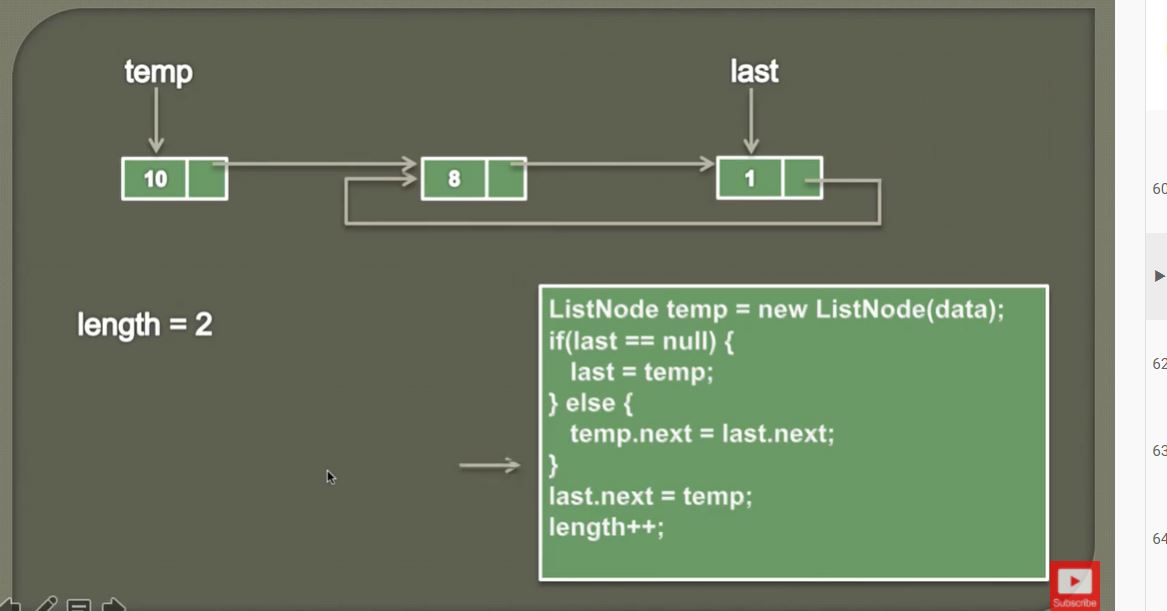 temp
last
10
8
1
length = 2
ListNode temp = new ListNode(data);
if(last == null) {
last = temp;
} else {
temp.next = last.next;
}
last.next = temp;
length++;
Subscribe
60
▶
62
63
64